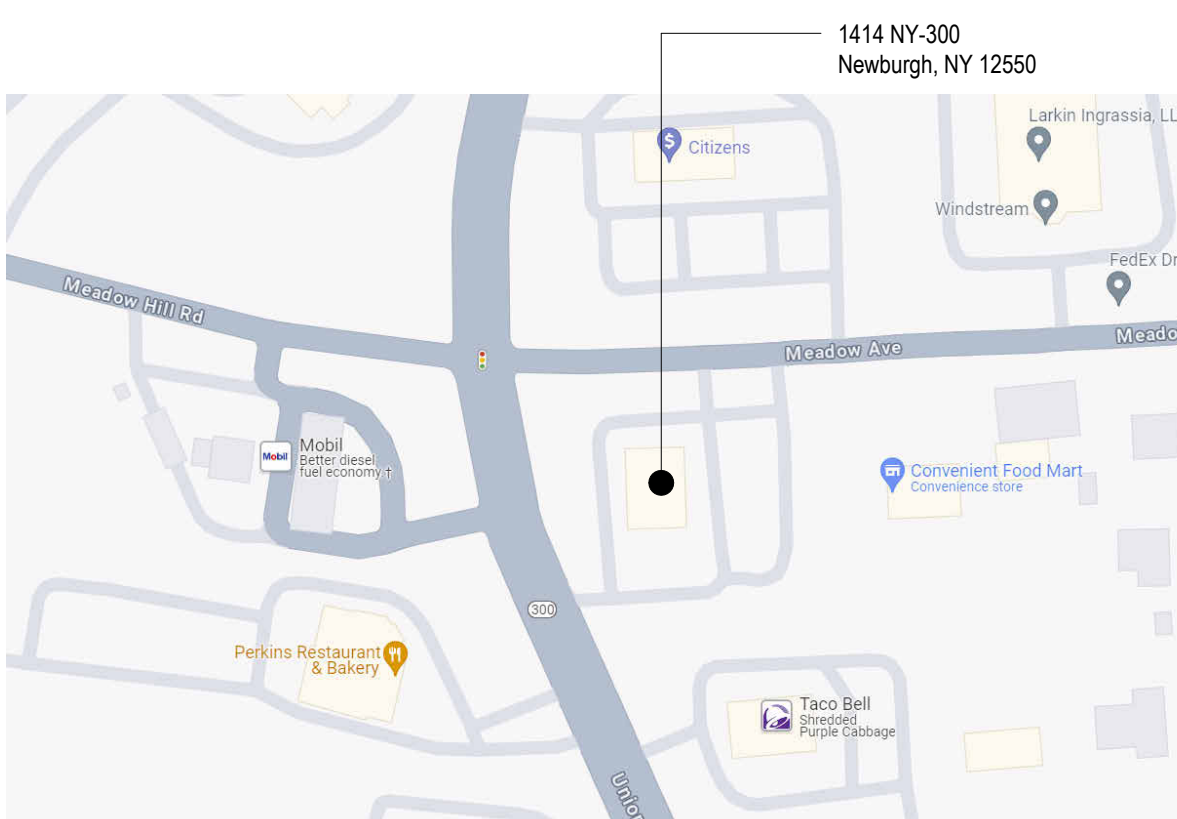 1414 NY-300
Newburgh, NY 12550
Larkin Ingrassia, LL
$ Citizens
Windstream
FedEx Dr
Meadow Hill Rd
Meadow Ave
Meado
Mobil
Mobil
Better diesel
fuel economy †
Convenient Food Mart
Convenience store
300
Perkins Restaurant
& Bakery
Taco Bell
Shredded
Purple Cabbage
Union